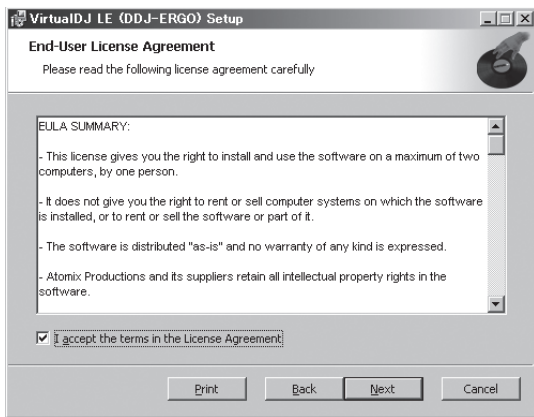 VirtualDJ LE (DDJ-ERGO) Setup
End-User License Agreement
Please read the following license agreement carefully
EULA SUMMARY:
- This license gives you the right to install and use the software on a maximum of two
computers, by one person.
- It does not give you the right to rent or sell computer systems on which the software
is installed, or to rent or sell the software or part of it.
- The software is distributed "as-is" and no warranty of any kind is expressed.
- Atomix Productions and its suppliers retain all intellectual property rights in the
software.
I accept the terms in the License Agreement
Print
Back
Next
Cancel